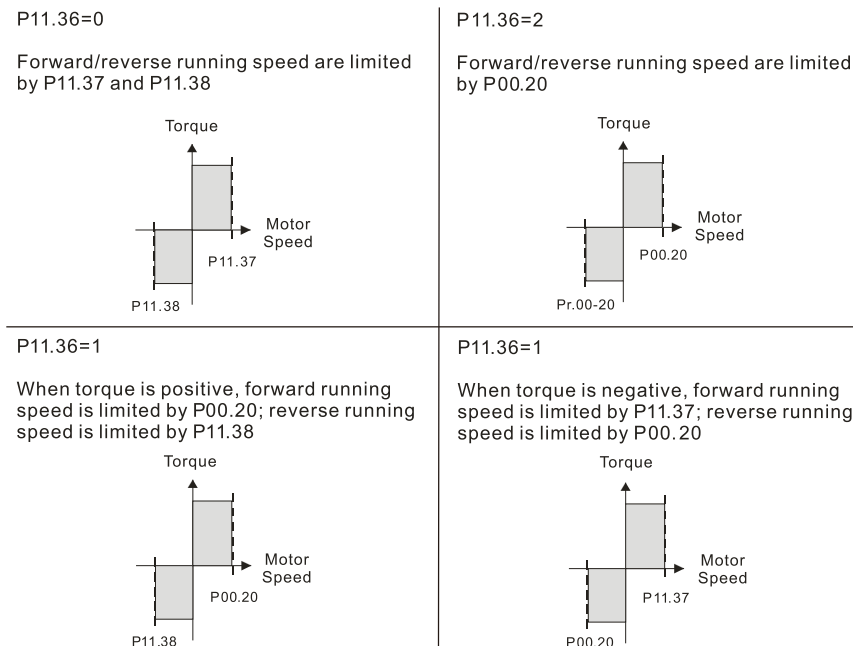 P11.36=0
Forward/reverse running speed are limited
by P11.37 and P11.38
Torque
Motor
Speed
P11.37
P11.38
P11.36=2
Forward/reverse running speed are limited
by P00.20
Torque
Motor
Speed
P00.20
Pr.00-20
P11.36=1
When torque is positive, forward running
speed is limited by P00.20; reverse running
speed is limited by P11.38
Torque
Motor
Speed
P00.20
P11.38
P11.36=1
When torque is negative, forward running
speed is limited by P11.37; reverse running
speed is limited by P00.20
Torque
Motor
Speed
P11.37
P00.20